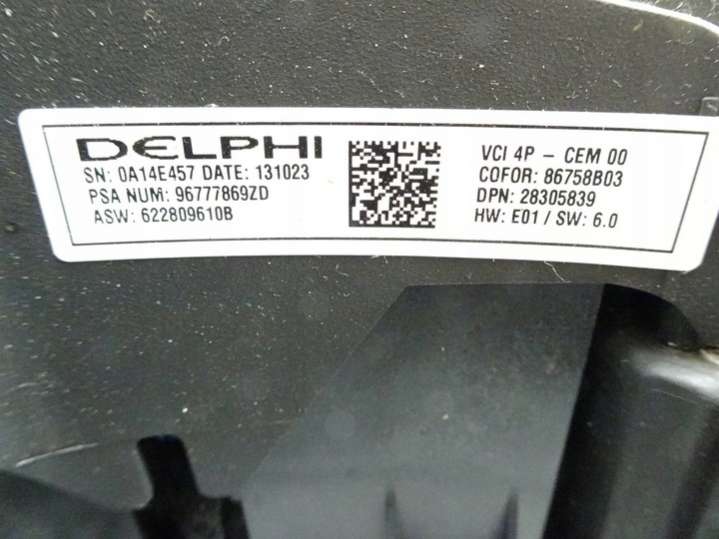 DELPHI
SN: 0A14E457 DATE: 131023
PSA NUM: 96777869ZD
ASW: 622809610B
VCI 4P - CEM 00
COFOR: 86758B03
DPN: 28305839
HW: E01 / SW: 6.0